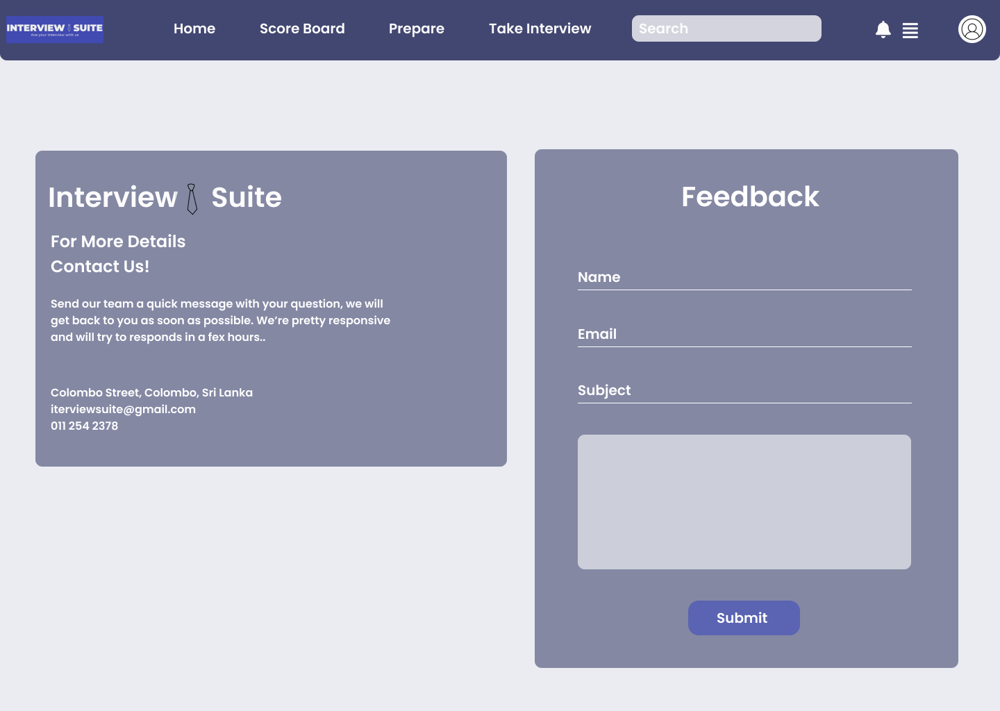 INTERVIEW SUITE
Ace your interview with us
Home
Score Board
Prepare
Take Interview
Search
Interview Suite
For More Details
Contact Us!
Send our team a quick message with your question, we will
get back to you as soon as possible. We’re pretty responsive
and will try to responds in a fex hours..
Colombo Street, Colombo, Sri Lanka
iterviewsuite@gmail.com
011 254 2378
Feedback
Name
Email
Subject
Submit